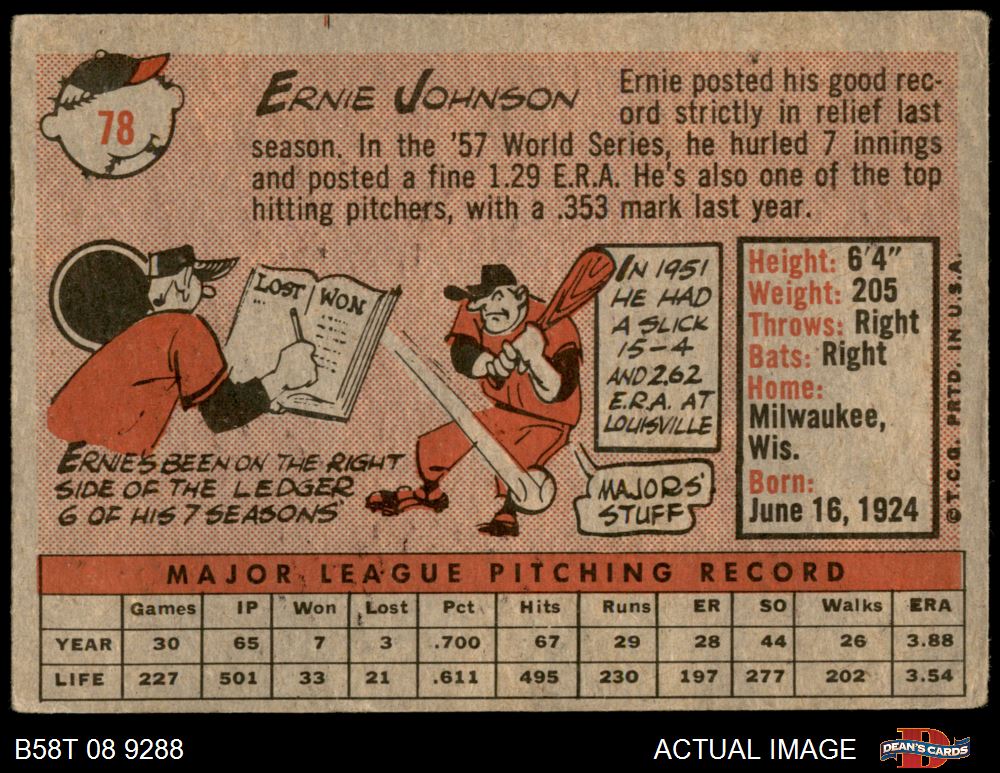 78
ERNIE JOHNSON
Ernie posted his good rec-
ord strictly in relief last
season. In the '57 World Series, he hurled 7 innings
and posted a fine 1.29 E.R.A. He's also one of the top
hitting pitchers, with a .353 mark last year.
LOST WON
ERNIE'S BEEN ON THE RIGHT
SIDE OF THE LEDGER
6 OF HIS 7 SEASONS
IN 1951
HE HAD
A SLICK
15-4
AND 2.62
E.R.A. AT
LOUISVILLE
MAJORS'
STUFF
Height: 6'4"
Weight: 205
Throws: Right
Bats: Right
Home:
Milwaukee,
Wis.
Born:
June 16, 1924
© T.C.G. PRTD. IN U.S.A.
MAJOR LEAGUE PITCHING RECORD
Games IP Won Lost Pct Hits Runs ER SO Walks ERA
YEAR 30 65 7 3 .700 67 29 28 44 26 3.88
LIFE 227 501 33 21 .611 495 230 197 277 202 3.54
B58T 08 9288 ACTUAL IMAGE DEAN'S CARDS